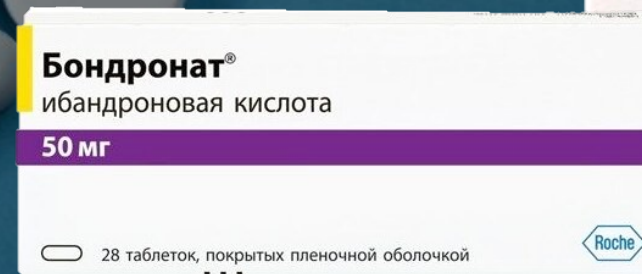 Бондронат®
ибандроновая кислота
50 мг
28 таблеток, покрытых пленочной оболочкой
Roche